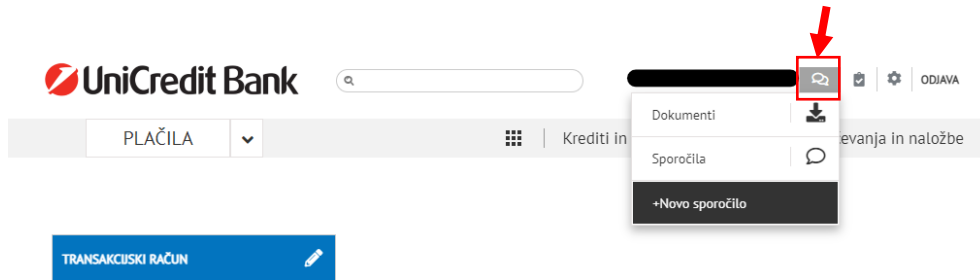 UniCredit Bank
ODJAVA
Dokumenti
PLAČILA
Krediti in
evanja in naložbe
Sporočila
+Novo sporočilo
TRANSAKCIJSKI RAČUN